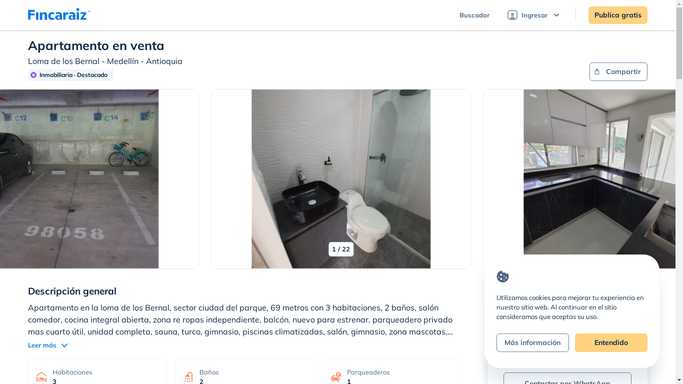 Fincaraiz
Buscador
Ingresar
Publica gratis
Apartamento en venta
Loma de los Bernal - Medellín - Antioquia
Inmobiliaria · Destacado
Compartir
C12
C14
98058
1 / 22
Descripción general
Apartamento en la loma de los Bernal, sector ciudad del parque, 69 metros con 3 habitaciones, 2 baños, salón
comedor, cocina integral abierta, zona re ropas independiente, balcón, nuevo para estrenar, parqueadero privado
mas cuarto útil, unidad completa, sauna, turco, gimnasio, piscinas climatizadas, salón, gimnasio, zona mascotas,...
Leer más
Habitaciones
3
Baños
2
Parqueaderos
1
Utilizamos cookies para mejorar tu experiencia en
nuestro sitio web. Al continuar en el sitio
consideramos que aceptas su uso.
Más información
Entendido
Contactar por WhatsApp